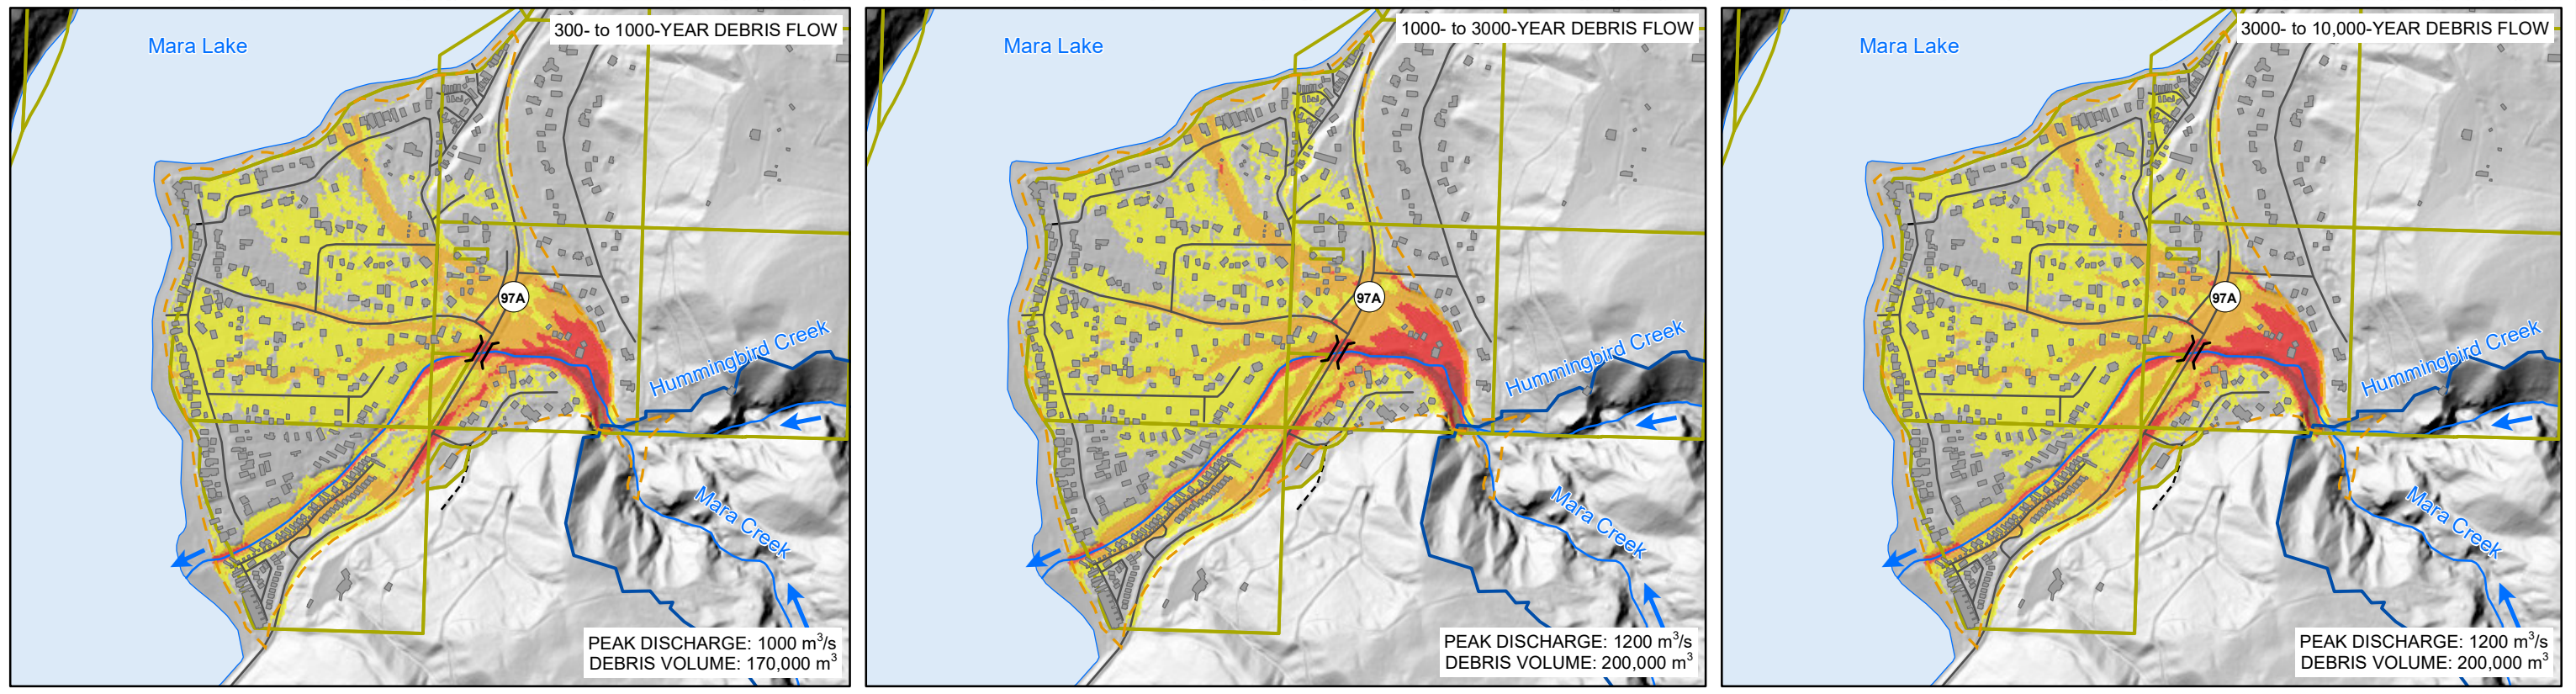 300- to 1000-YEAR DEBRIS FLOW
Mara Lake
97A
Hummingbird Creek
Mara Creek
PEAK DISCHARGE: 1000 m³/s
DEBRIS VOLUME: 170,000 m³
1000- to 3000-YEAR DEBRIS FLOW
Mara Lake
97A
Hummingbird Creek
Mara Creek
PEAK DISCHARGE: 1200 m³/s
DEBRIS VOLUME: 200,000 m³
3000- to 10,000-YEAR DEBRIS FLOW
Mara Lake
97A
Hummingbird Creek
Mara Creek
PEAK DISCHARGE: 1200 m³/s
DEBRIS VOLUME: 200,000 m³